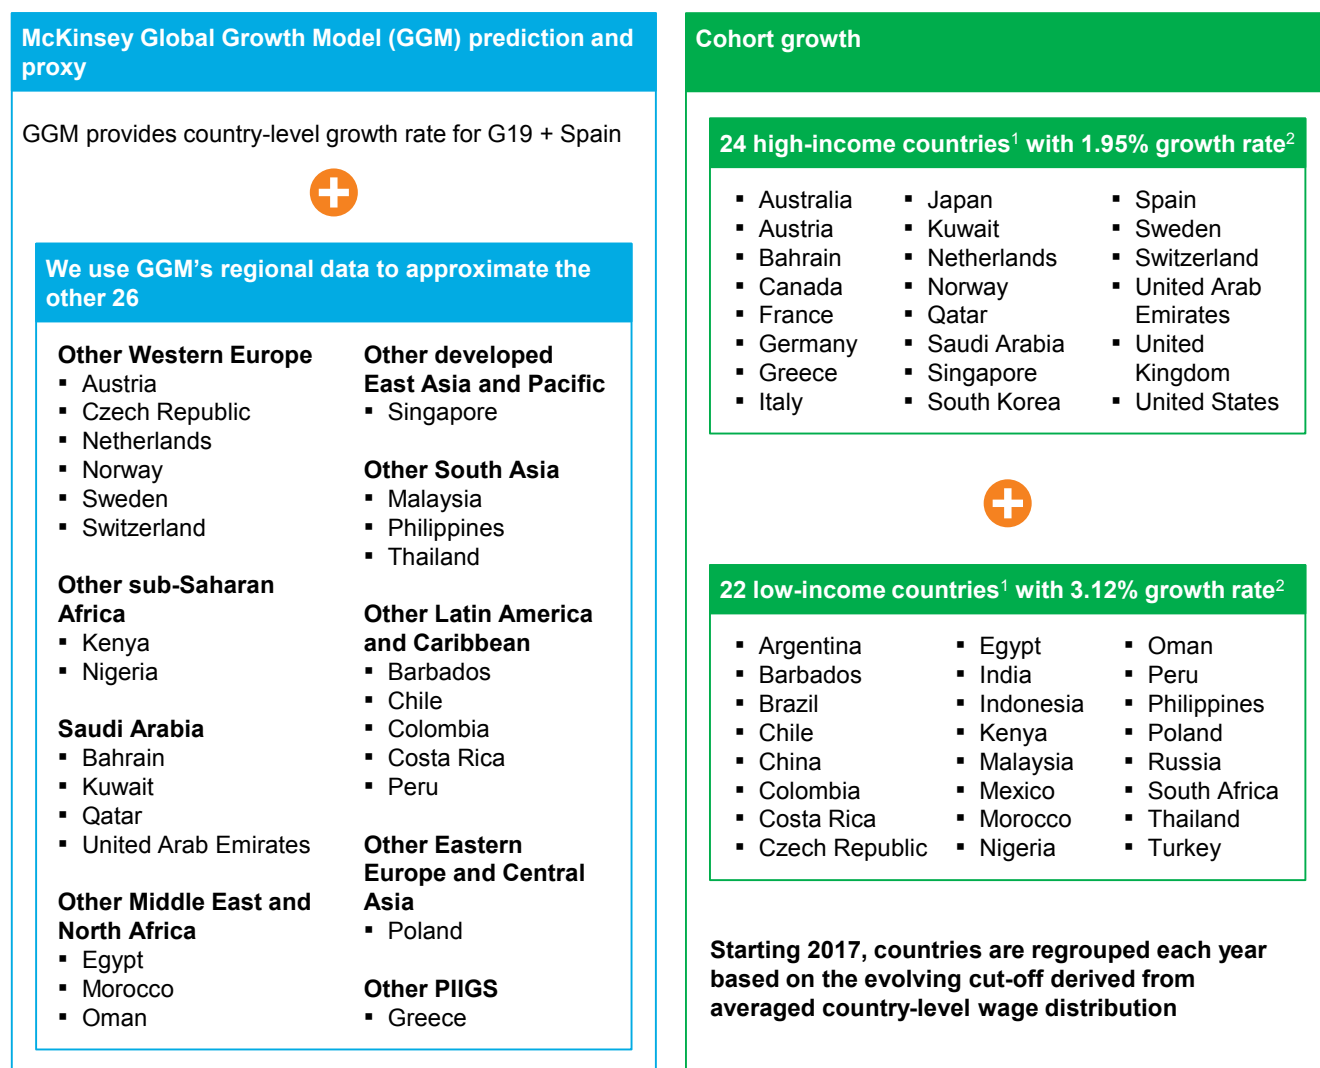 McKinsey Global Growth Model (GGM) prediction and
proxy
GGM provides country-level growth rate for G19 + Spain
We use GGM's regional data to approximate the
other 26
Other Western Europe
▪ Austria
▪ Czech Republic
▪ Netherlands
▪ Norway
▪ Sweden
▪ Switzerland
Other sub-Saharan
Africa
▪ Kenya
▪ Nigeria
Saudi Arabia
▪ Bahrain
▪ Kuwait
▪ Qatar
▪ United Arab Emirates
Other Middle East and
North Africa
▪ Egypt
▪ Morocco
▪ Oman
Other developed
East Asia and Pacific
▪ Singapore
Other South Asia
▪ Malaysia
▪ Philippines
▪ Thailand
Other Latin America
and Caribbean
▪ Barbados
▪ Chile
▪ Colombia
▪ Costa Rica
▪ Peru
Other Eastern
Europe and Central
Asia
▪ Poland
Other PIIGS
▪ Greece
Cohort growth
24 high-income countries¹ with 1.95% growth rate²
▪ Australia
▪ Austria
▪ Bahrain
▪ Canada
▪ France
▪ Germany
▪ Greece
▪ Italy
▪ Japan
▪ Kuwait
▪ Netherlands
▪ Norway
▪ Qatar
▪ Saudi Arabia
▪ Singapore
▪ South Korea
▪ Spain
▪ Sweden
▪ Switzerland
▪ United Arab
Emirates
▪ United
Kingdom
▪ United States
22 low-income countries¹ with 3.12% growth rate²
▪ Argentina
▪ Barbados
▪ Brazil
▪ Chile
▪ China
▪ Colombia
▪ Costa Rica
▪ Czech Republic
▪ Egypt
▪ India
▪ Indonesia
▪ Kenya
▪ Malaysia
▪ Mexico
▪ Morocco
▪ Nigeria
▪ Oman
▪ Peru
▪ Philippines
▪ Poland
▪ Russia
▪ South Africa
▪ Thailand
▪ Turkey
Starting 2017, countries are regrouped each year
based on the evolving cut-off derived from
averaged country-level wage distribution